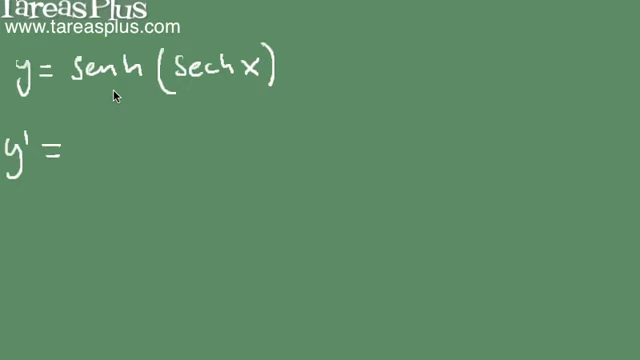 TareasPlus
www.tareasplus.com
y = senh (sech x)
y' =